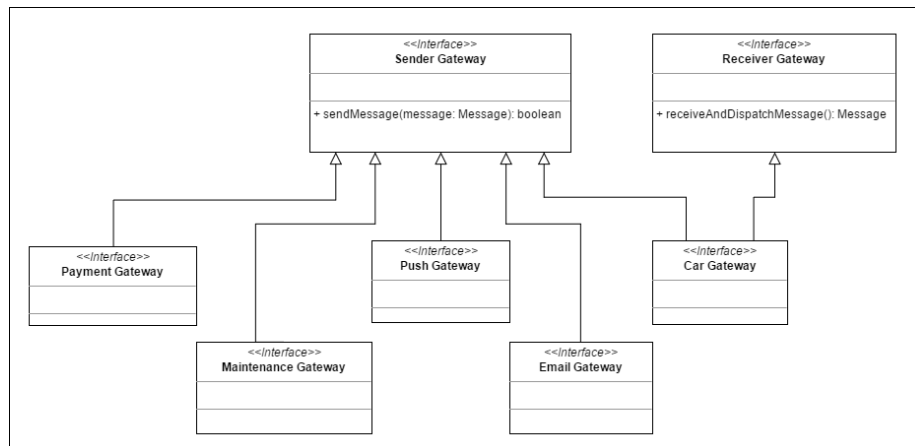 <<Interface>>
Sender Gateway
+ sendMessage(message: Message): boolean
<<Interface>>
Receiver Gateway
+ receiveAndDispatchMessage(): Message
<<Interface>>
Payment Gateway
<<Interface>>
Push Gateway
<<Interface>>
Car Gateway
<<Interface>>
Maintenance Gateway
<<Interface>>
Email Gateway